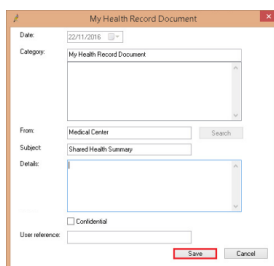 My Health Record Document
Date: 22/11/2016
Category: My Health Record Document
From: Medical Center Search
Subject: Shared Health Summary
Details:
Confidential
User reference:
Save Cancel